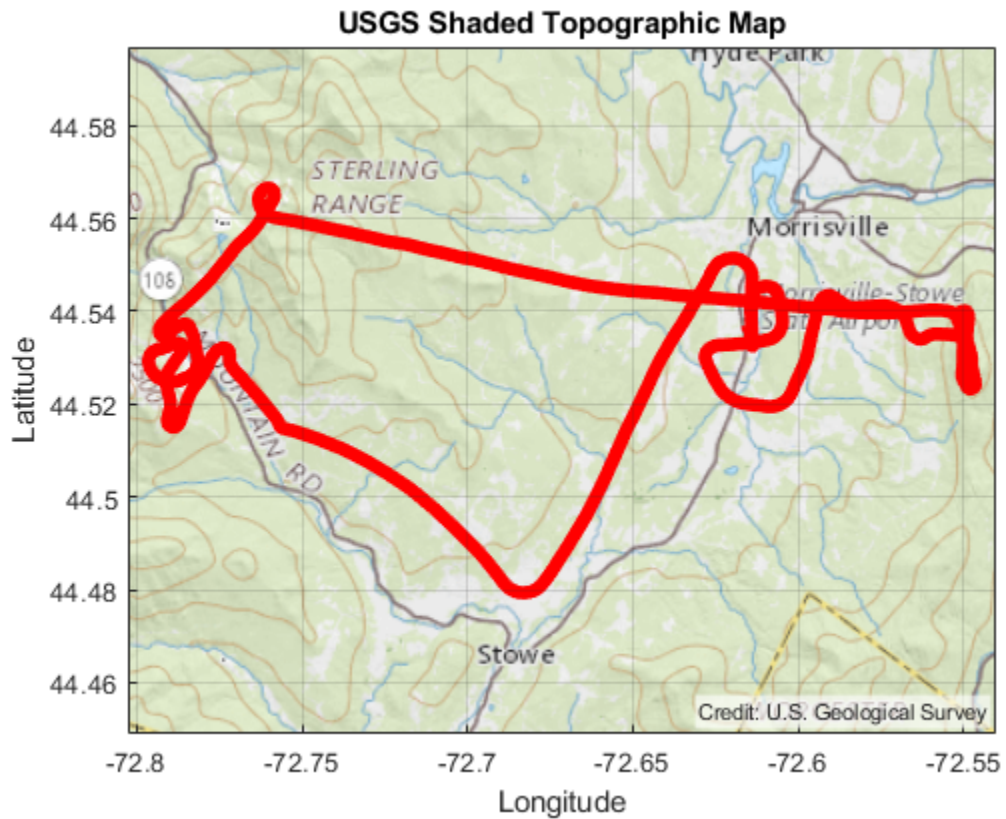 USGS Shaded Topographic Map
Hyde Park
44.58
STERLING
RANGE
44.56
Morrisville
108
Morrisville-Stowe
State Airport
44.54
44.52
MOUNTAIN RD
44.5
44.48
Stowe
44.46
Credit: U.S. Geological Survey
-72.8
-72.75
-72.7
-72.65
-72.6
-72.55
Longitude
Latitude